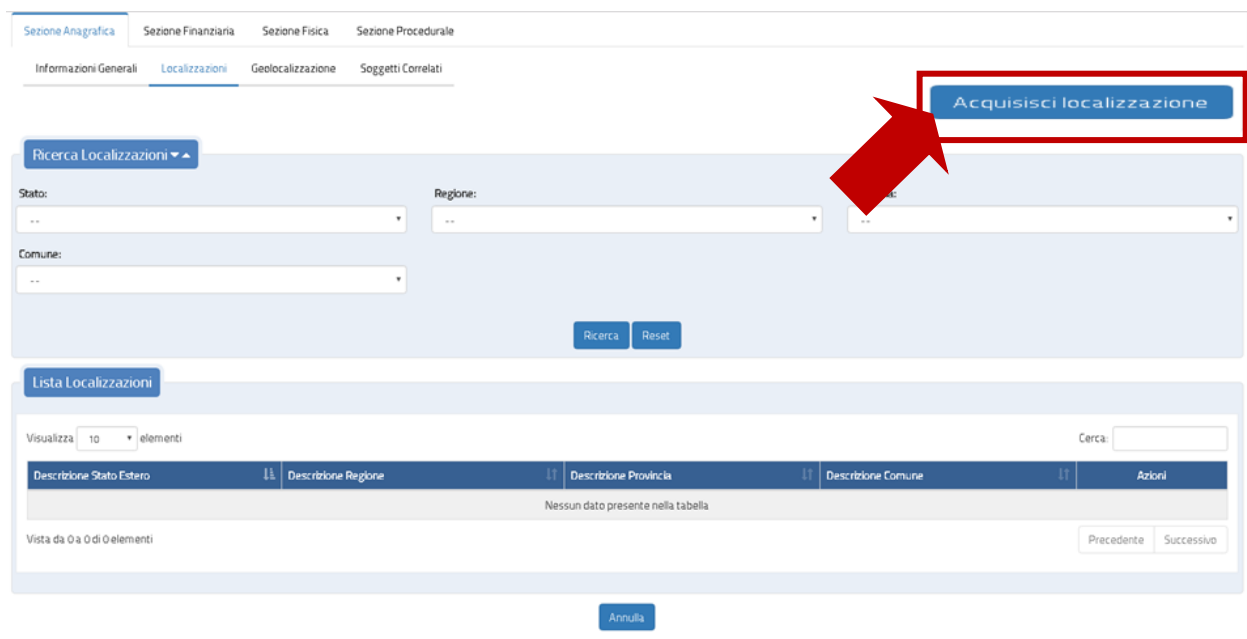 Sezione Anagrafica Sezione Finanziaria Sezione Fisica Sezione Procedurale
Informazioni Generali Localizzazioni Geolocalizzazione Soggetti Correlati
Acquisisci localizzazione
Ricerca Localizzazioni
Stato: Regione:
-- -- --
Comune:
--
Ricerca Reset
Lista Localizzazioni
Visualizza 10 elementi Cerca:
Descrizione Stato Estero Descrizione Regione Descrizione Provincia Descrizione Comune Azioni
Nessun dato presente nella tabella
Vista da 0 a 0 di 0 elementi Precedente Successivo
Annulla